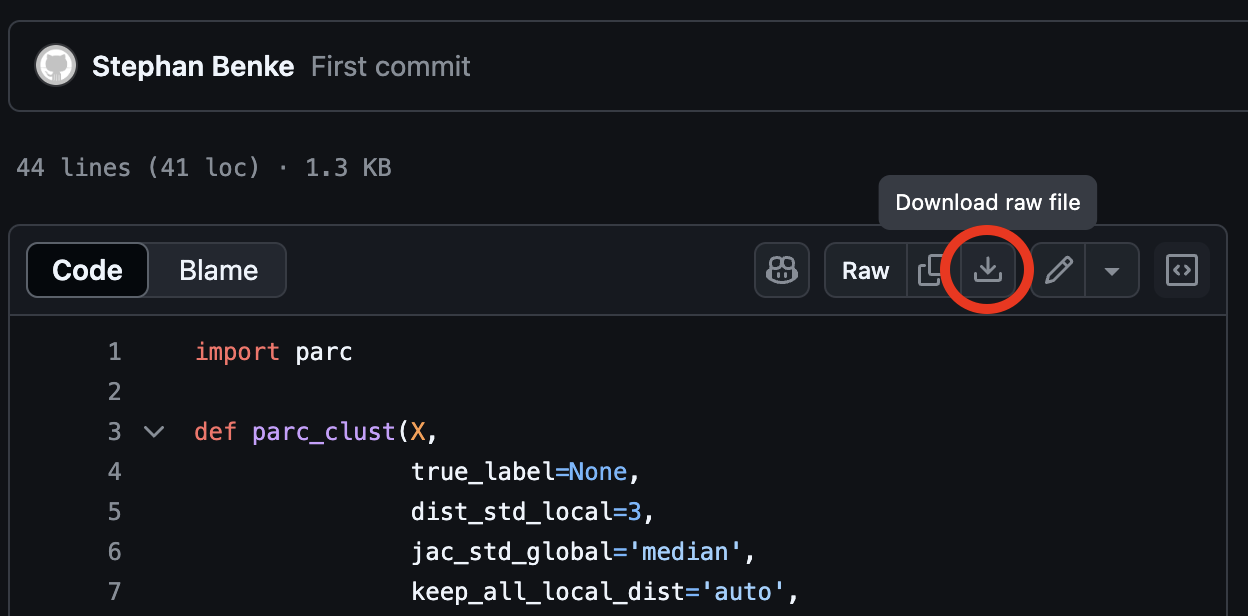 Stephan Benke First commit
44 lines (41 loc) · 1.3 KB
Download raw file
Code Blame Raw
1 import parc
2
3 def parc_clust(X,
4 true_label=None,
5 dist_std_local=3,
6 jac_std_global='median',
7 keep_all_local_dist='auto',